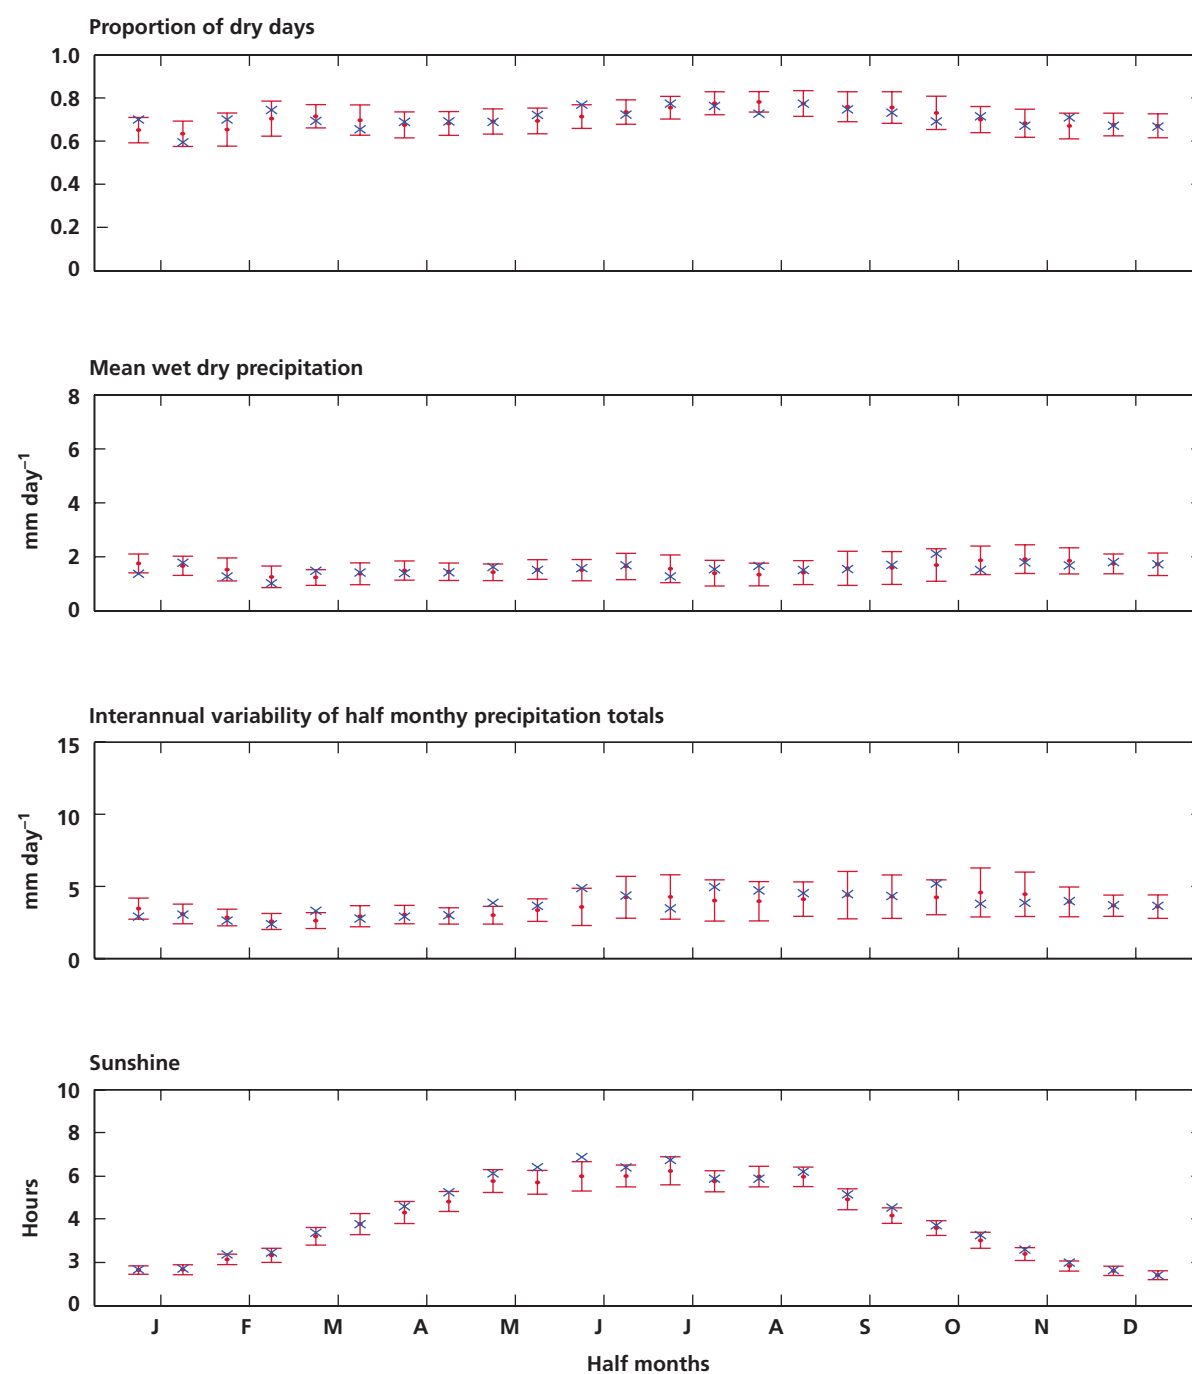 Proportion of dry days
1.0
0.8
0.6
0.4
0.2
0
Mean wet dry precipitation
8
6
4
2
0
mm day⁻¹
Interannual variability of half monthy precipitation totals
15
10
5
0
mm day⁻¹
Sunshine
10
8
6
4
3
0
Hours
J F M A M J J A S O N D
Half months